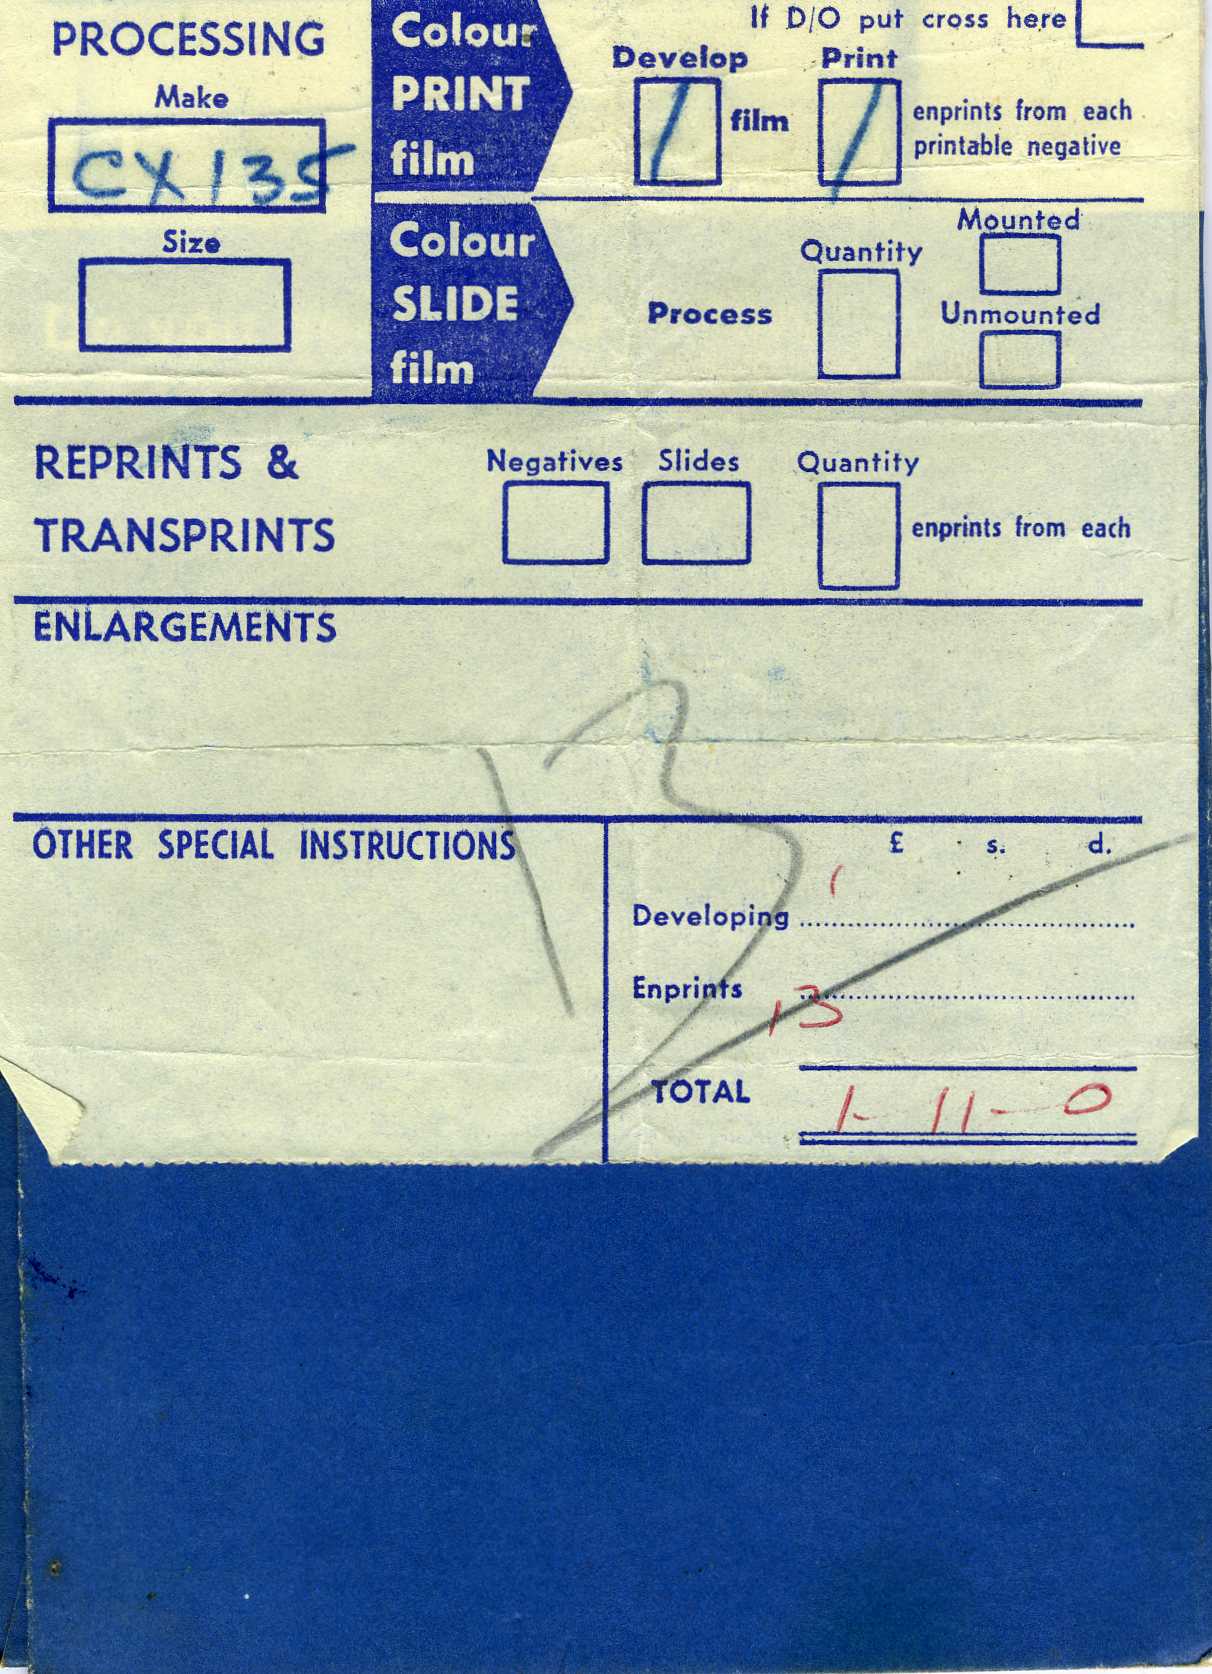 If D/O put cross here
PROCESSING
Colour
PRINT
film
Develop
Print
Make
/
film
/
enprints from each
printable negative
CX135
Size
Colour
SLIDE
film
Process
Quantity
Mounted
Unmounted
REPRINTS &
TRANSPRINTS
Negatives
Slides
Quantity
enprints from each
ENLARGEMENTS
13
OTHER SPECIAL INSTRUCTIONS
£ s. d.
Developing 1
Enprints 13
TOTAL 1-11-0